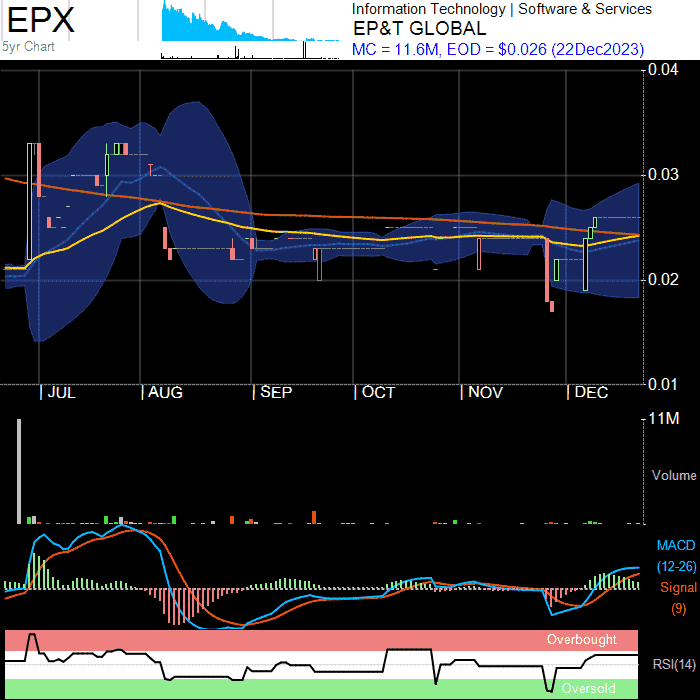 EPX
5yr Chart
Information Technology | Software & Services
EP&T GLOBAL
MC = 11.6M, EOD = $0.026 (22Dec2023)
0.04
0.03
0.02
0.01
| JUL | AUG | SEP | OCT | NOV | DEC
11M
Volume
MACD
(12-26)
Signal
(9)
Overbought
RSI(14)
Oversold